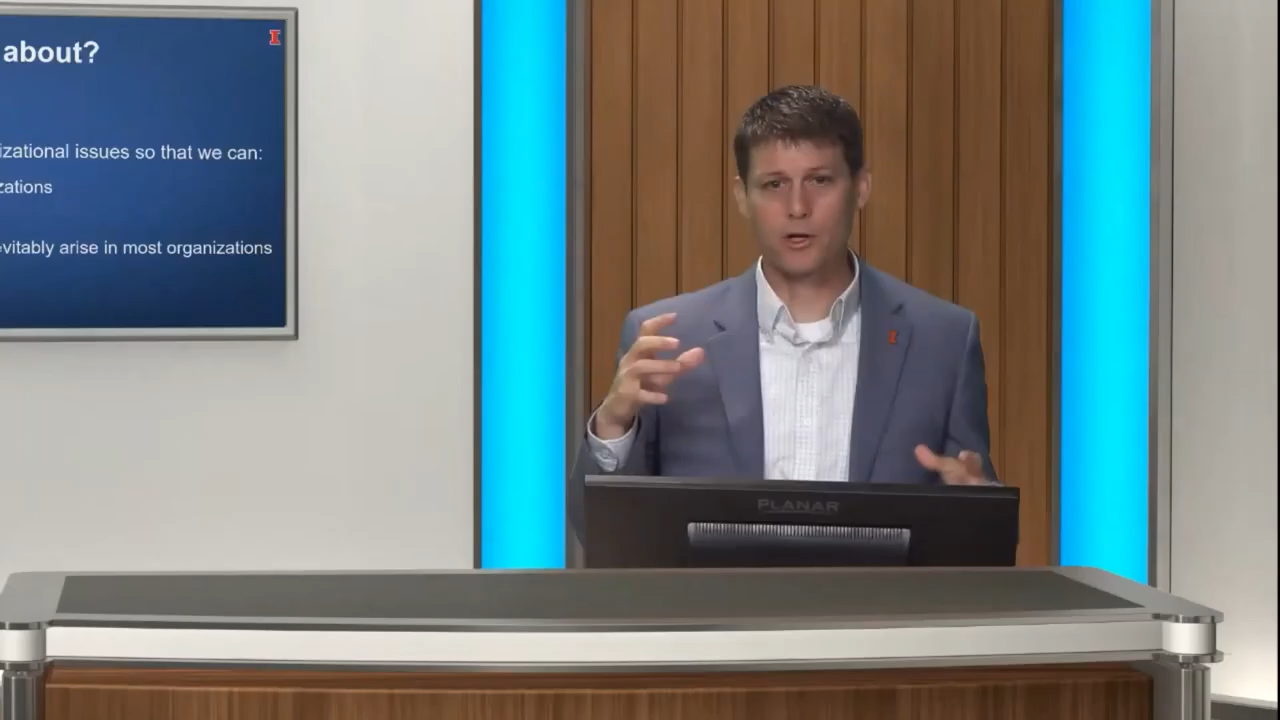 about?
I
izational issues so that we can:
zations
evitably arise in most organizations
I
PLANAR